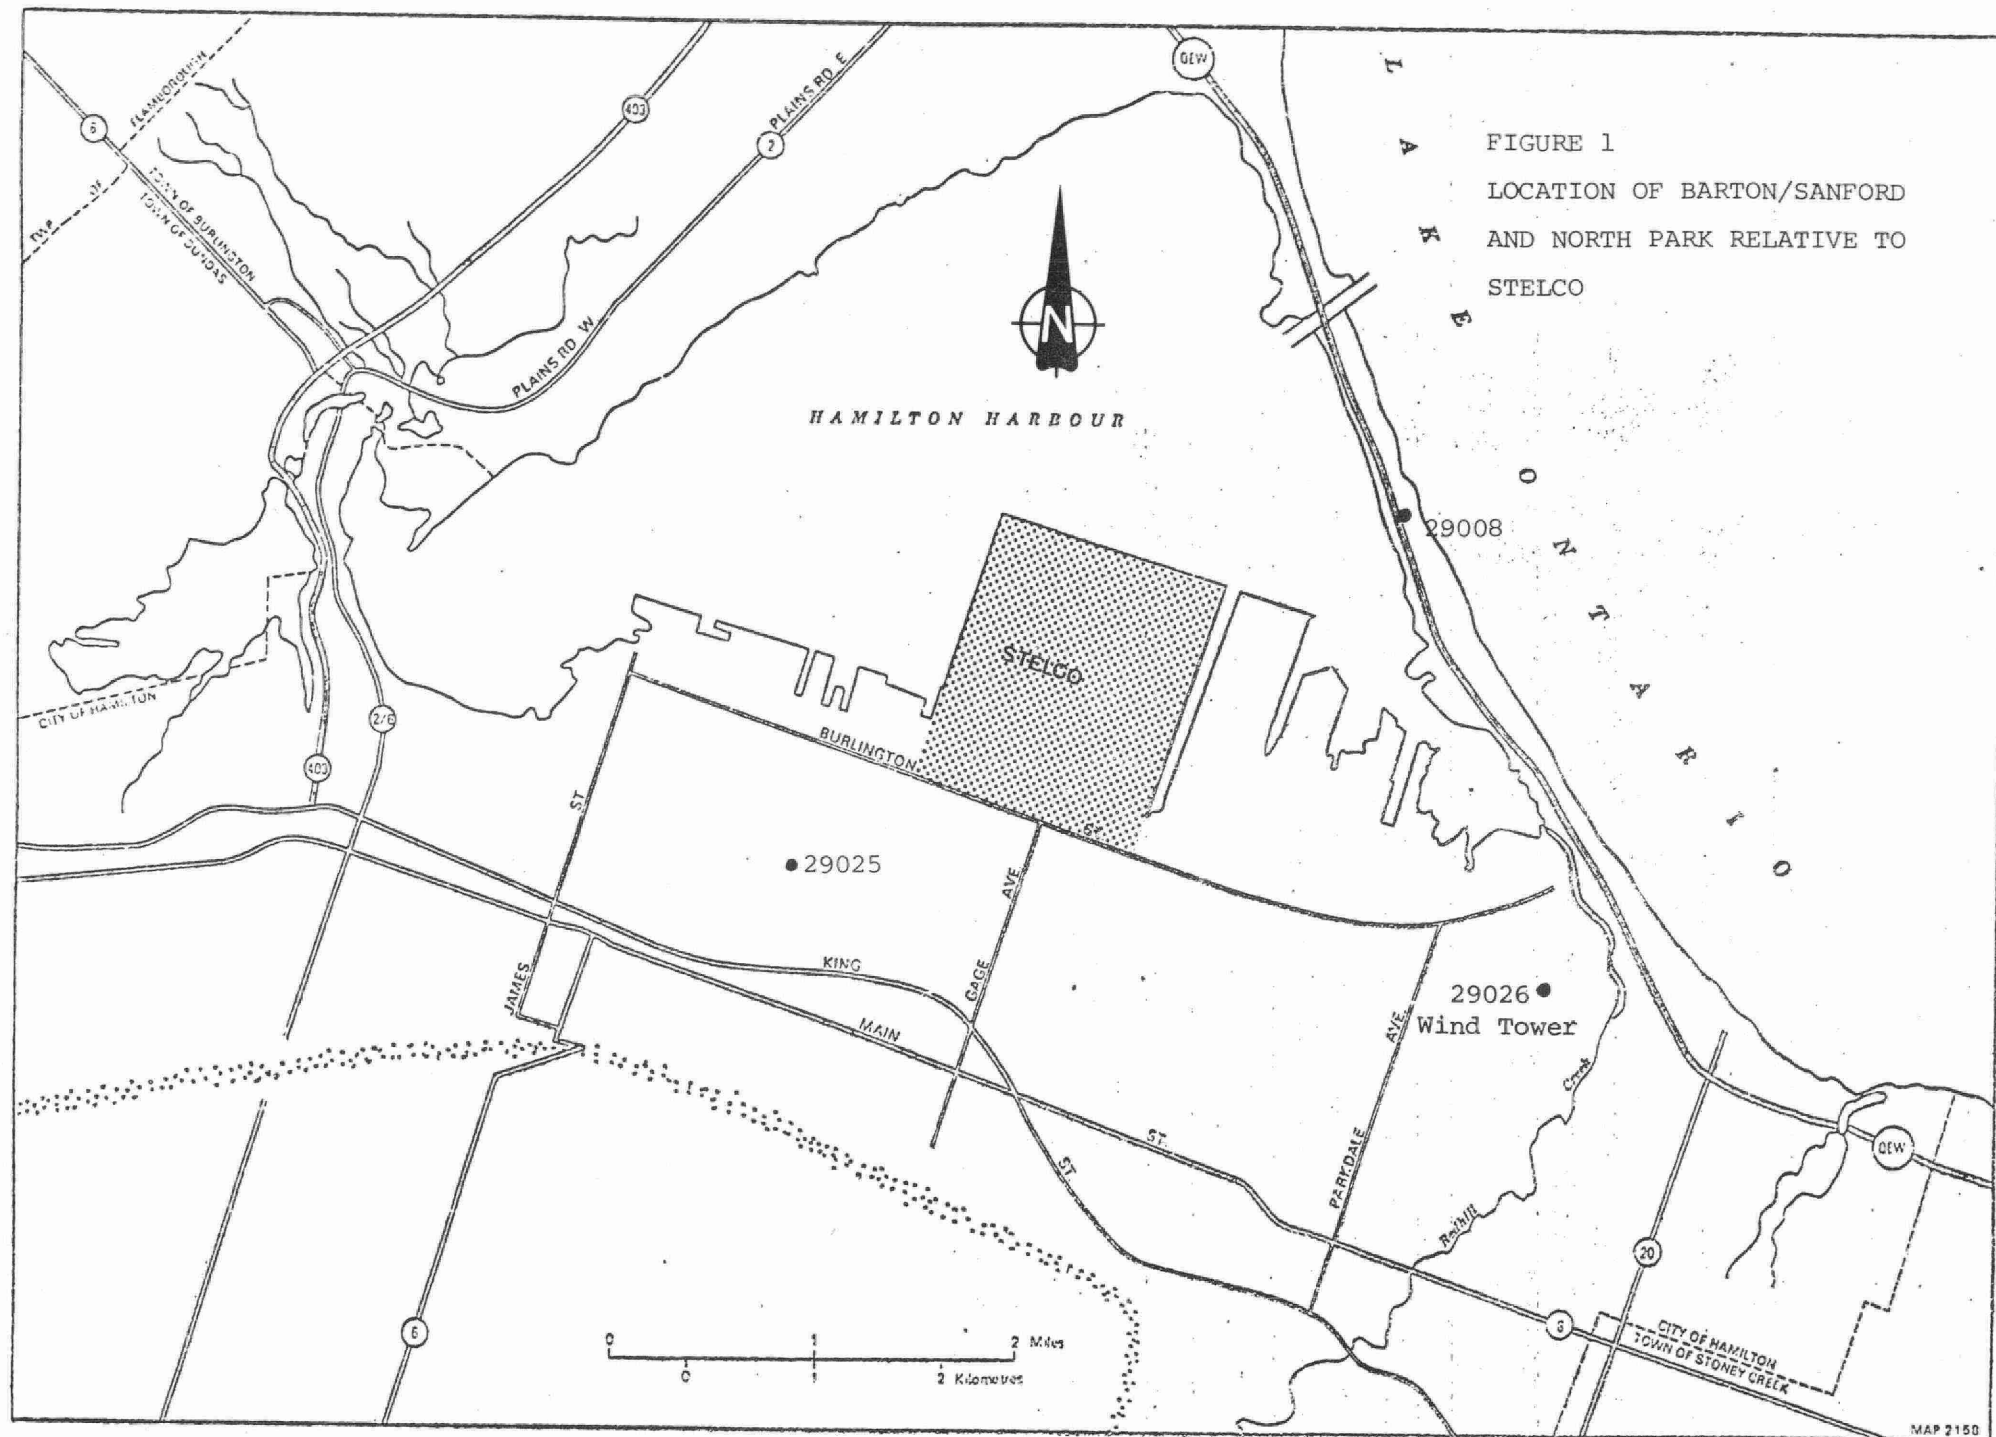 FIGURE 1
LOCATION OF BARTON/SANFORD
AND NORTH PARK RELATIVE TO
STELCO
LAKE ONTARIO
QEW
403
PLAINS RD E
2
6
TWP OF FLAMBOROUGH
TOWN OF BURLINGTON
TOWN OF DUNDAS
PLAINS RD W
N
HAMILTON HARBOUR
29008
STELCO
CITY OF HAMILTON
2/6
403
BURLINGTON ST
JAMES ST
29025
GAGE AVE
KING ST
MAIN ST.
29026
Wind Tower
PARKDALE AVE.
Redhill Creek
QEW
20
8
CITY OF HAMILTON
TOWN OF STONEY CREEK
6
0 1 2 Miles
0 1 2 Kilometres
MAP 2150